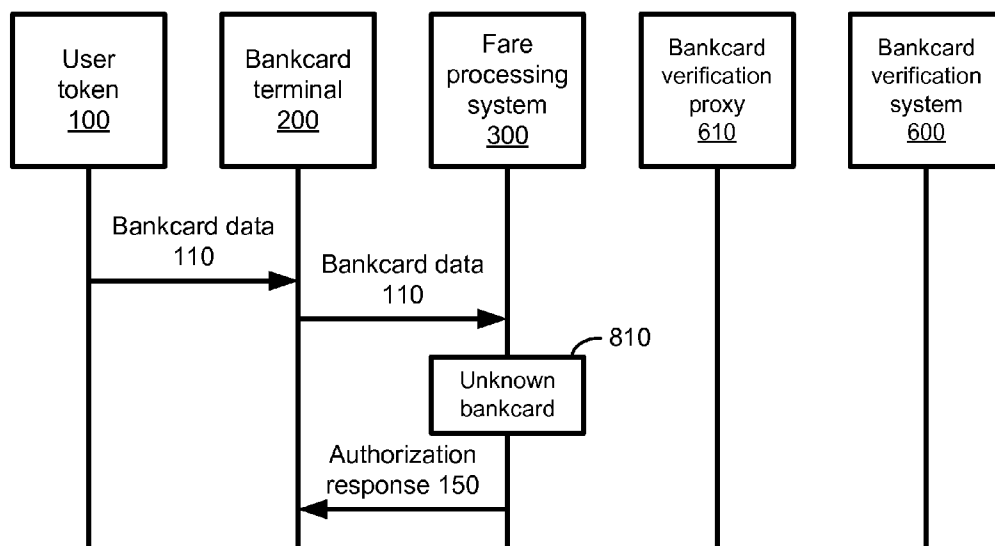 User
token
100
Bankcard
terminal
200
Fare
processing
system
300
Bankcard
verification
proxy
610
Bankcard
verification
system
600
Bankcard data
110
Bankcard data
110
810
Unknown
bankcard
Authorization
response 150